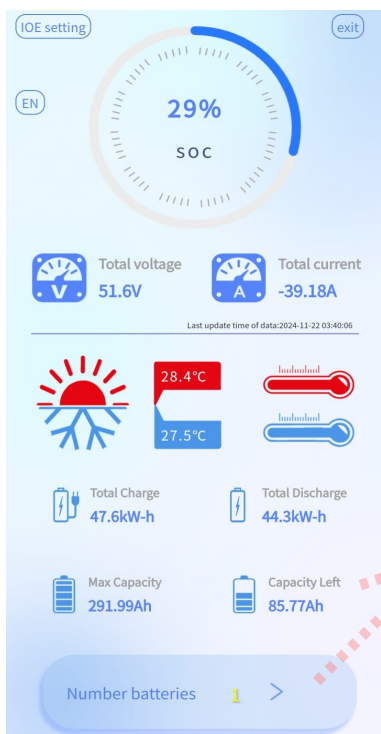 IOE setting
exit
EN
29%
SOC
Total voltage
51.6V
Total current
-39.18A
V
A
Last update time of data:2024-11-22 03:40:06
28.4℃
27.5℃
Total Charge
47.6kW-h
Total Discharge
44.3kW-h
Max Capacity
291.99Ah
Capacity Left
85.77Ah
Number batteries 1 >